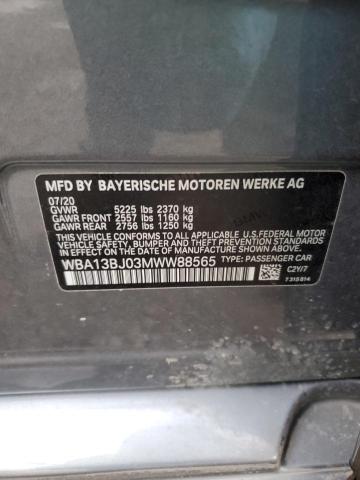 MFD BY BAYERISCHE MOTOREN WERKE AG
07/20
GVWR 5225 lbs 2370 kg
GAWR FRONT 2557 lbs 1160 kg
GAWR REAR 2756 lbs 1250 kg
THIS VEHICLE CONFORMS TO ALL APPLICABLE U.S.FEDERAL MOTOR
VEHICLE SAFETY, BUMPER, AND THEFT PREVENTION STANDARDS IN
EFFECT ON THE DATE OF MANUFACTURE SHOWN ABOVE.
WBA13BJ03MWW88565 TYPE: PASSENGER CAR
C2Y/7
7315814